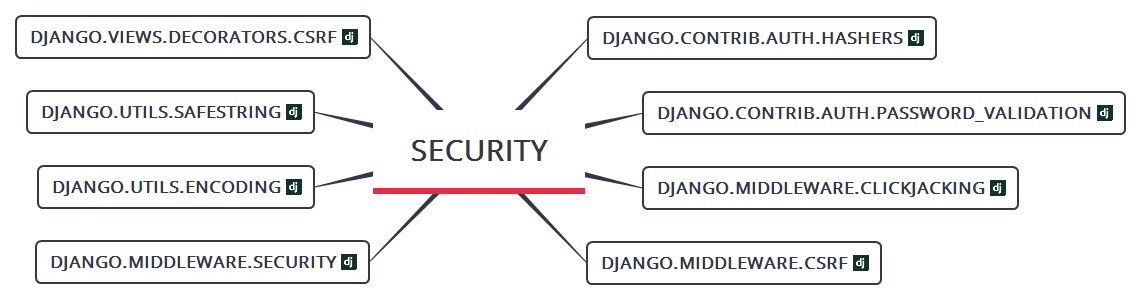 DJANGO.VIEWS.DECORATORS.CSRF dj
DJANGO.UTILS.SAFESTRING dj
DJANGO.UTILS.ENCODING dj
DJANGO.MIDDLEWARE.SECURITY dj
SECURITY
DJANGO.CONTRIB.AUTH.HASHERS dj
DJANGO.CONTRIB.AUTH.PASSWORD_VALIDATION dj
DJANGO.MIDDLEWARE.CLICKJACKING dj
DJANGO.MIDDLEWARE.CSRF dj